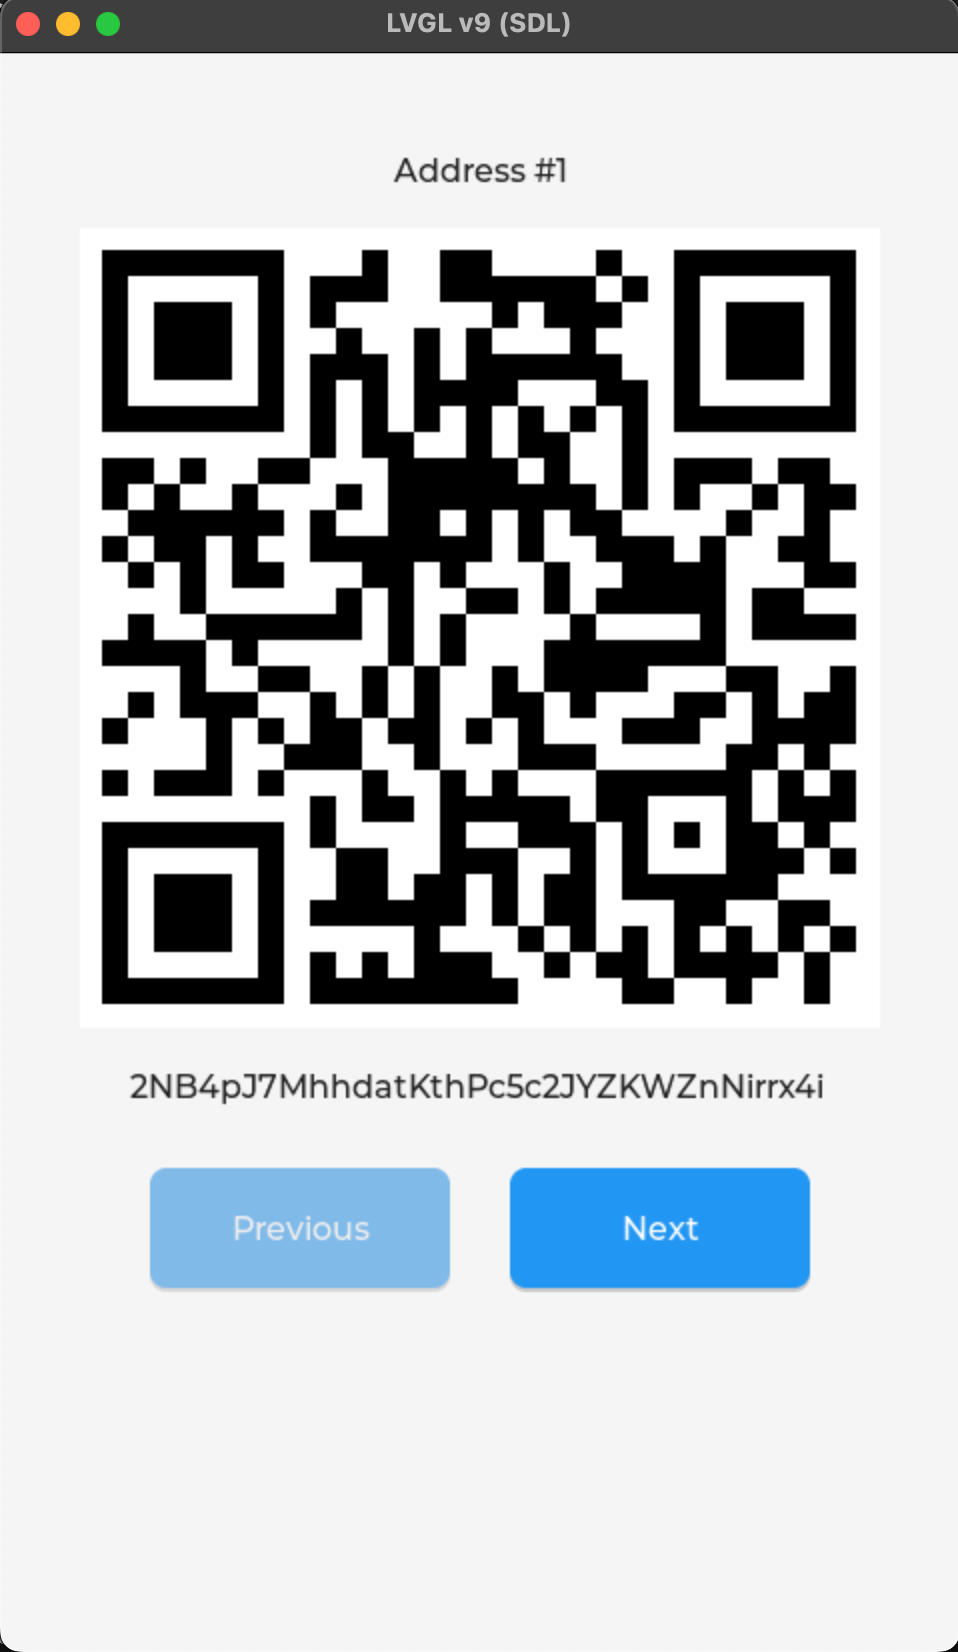 LVGL v9 (SDL)
Address #1
2NB4pJ7MhhdatKthPc5c2JYZKWZnNirrx4i
Previous
Next